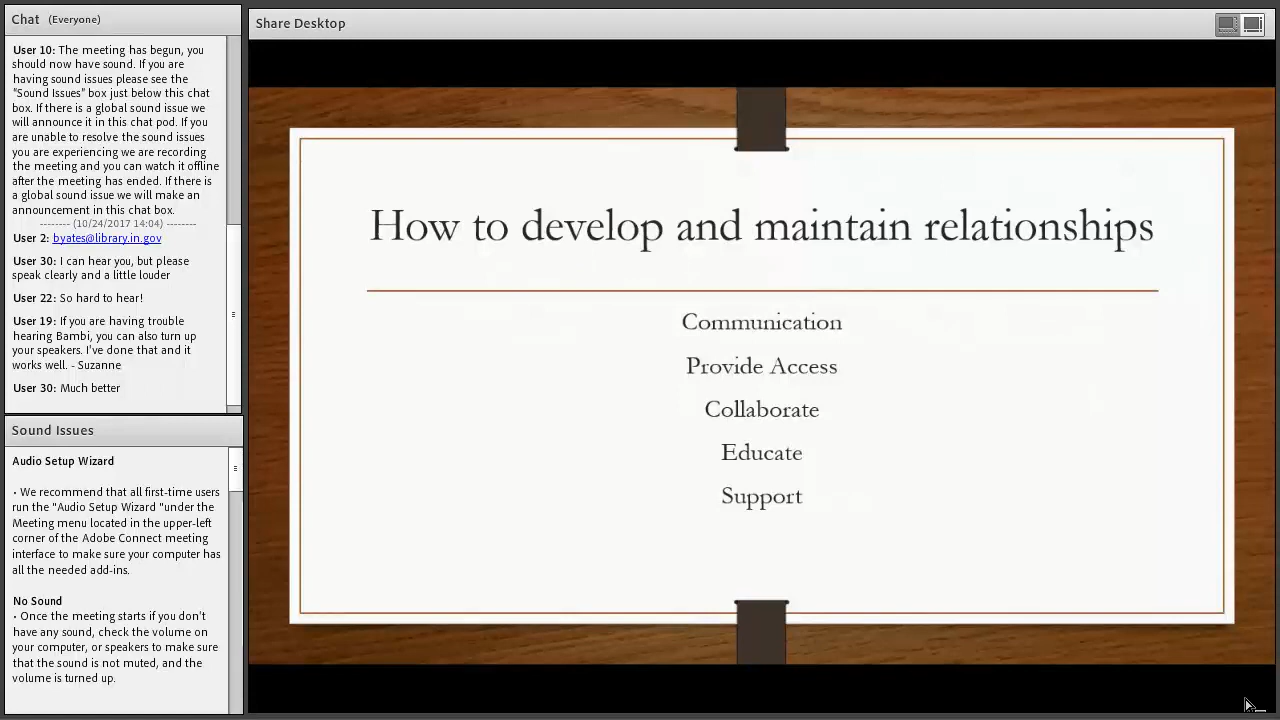 Chat (Everyone)
User 10: The meeting has begun, you
should now have sound. If you are
having sound issues please see the
"Sound Issues" box just below this chat
box. If there is a global sound issue we
will announce it in this chat pod. If you
are unable to resolve the sound issues
you are experiencing we are recording
the meeting and you can watch it offline
after the meeting has ended. If there is
a global sound issue we will make an
announcement in this chat box.
-------- (10/24/2017 14:04) --------
User 2: byates@library.in.gov
User 30: I can hear you, but please
speak clearly and a little louder
User 22: So hard to hear!
User 19: If you are having trouble
hearing Bambi, you can also turn up
your speakers. I've done that and it
works well. - Suzanne
User 30: Much better
Sound Issues
Audio Setup Wizard
• We recommend that all first-time users
run the "Audio Setup Wizard "under the
Meeting menu located in the upper-left
corner of the Adobe Connect meeting
interface to make sure your computer has
all the needed add-ins.
No Sound
• Once the meeting starts if you don't
have any sound, check the volume on
your computer, or speakers to make sure
that the sound is not muted, and the
volume is turned up.
Share Desktop
How to develop and maintain relationships
Communication
Provide Access
Collaborate
Educate
Support